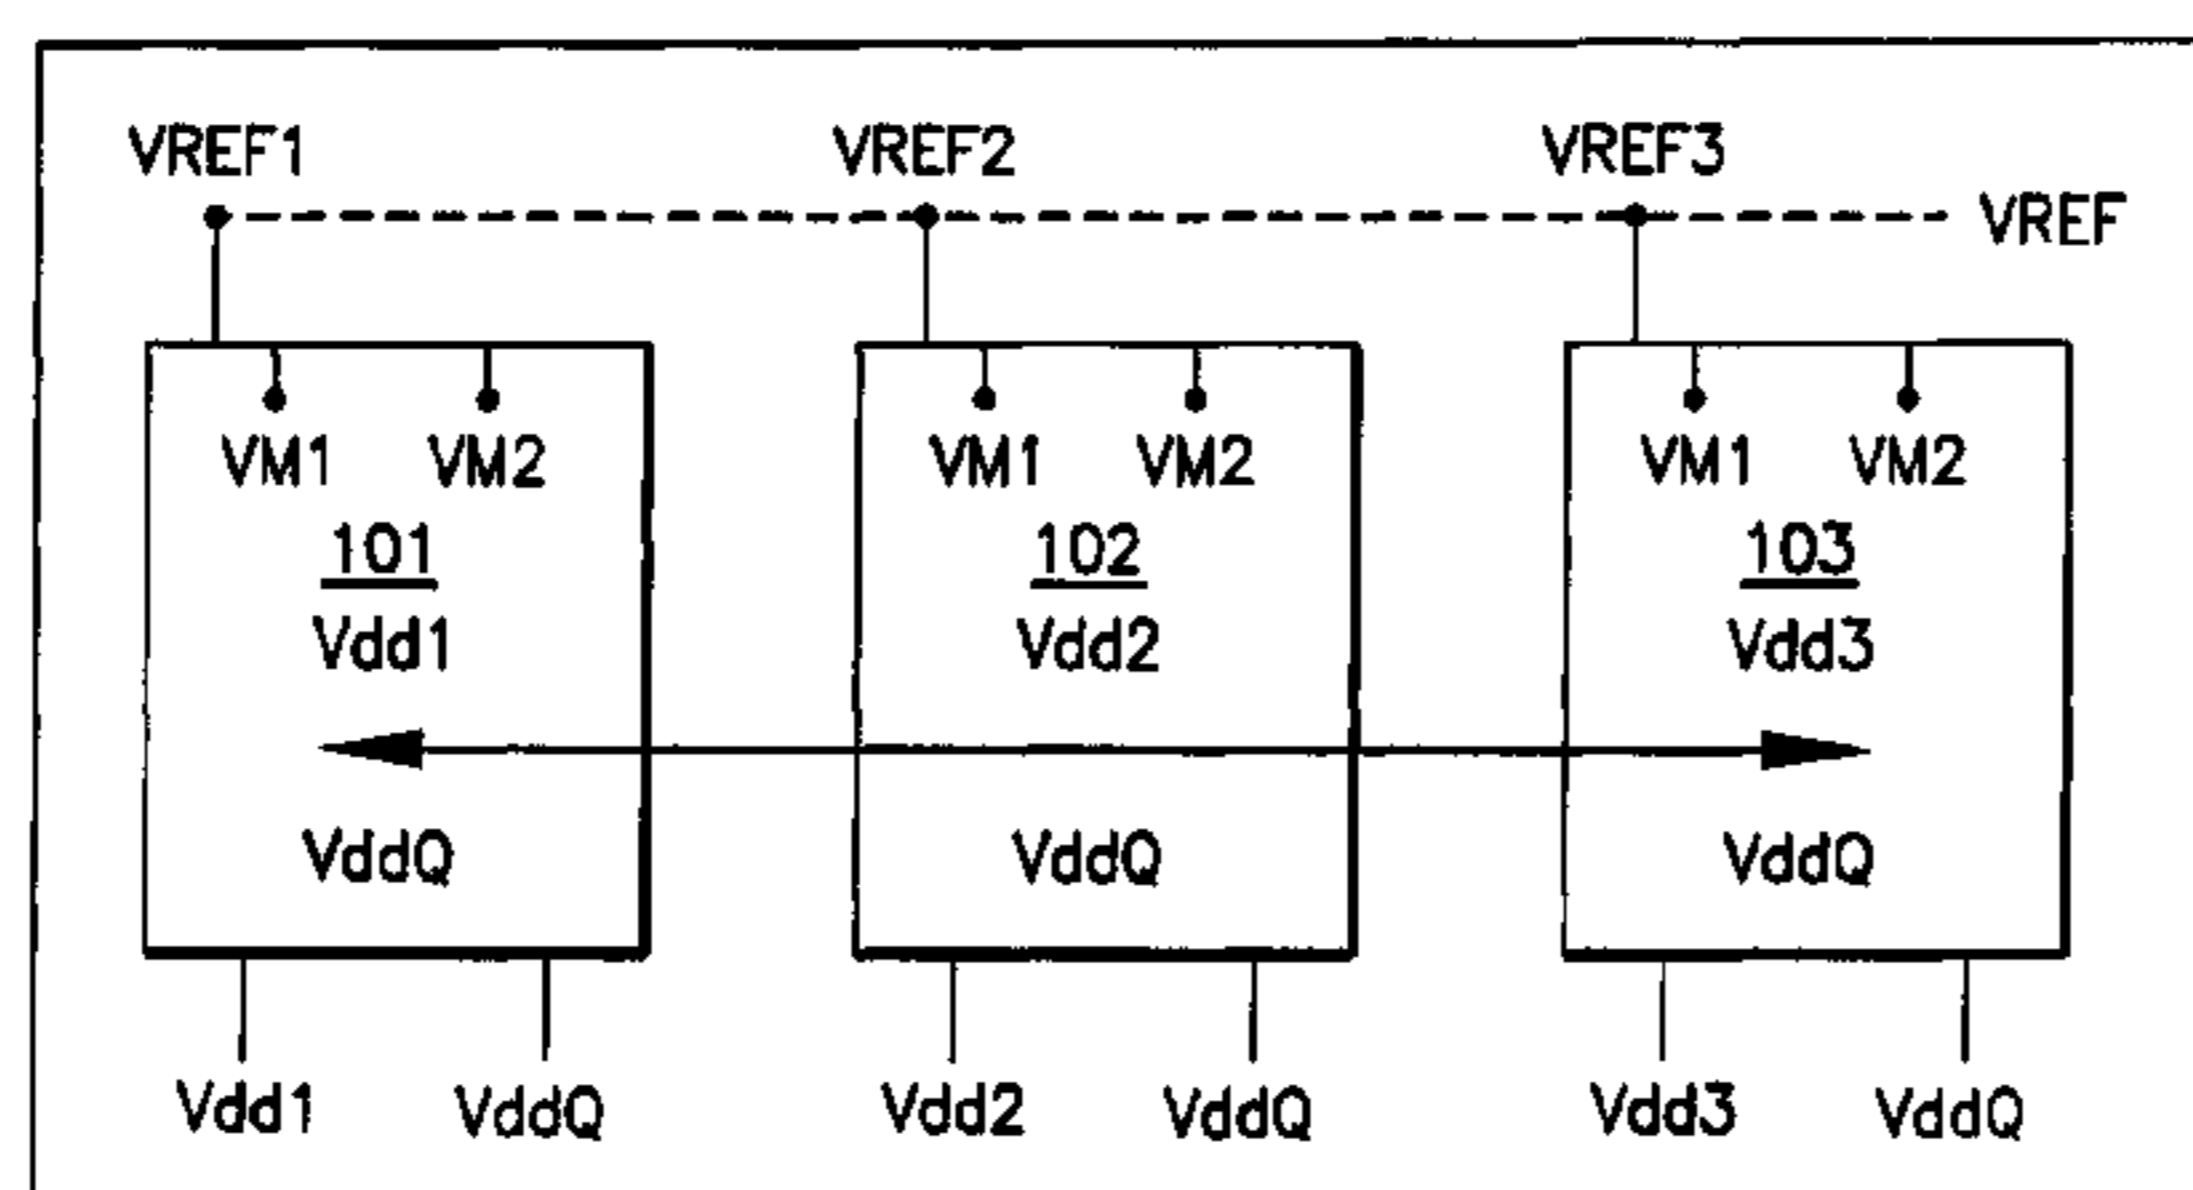 VREF1 VREF2 VREF3
VREF
VM1 VM2 VM1 VM2 VM1 VM2
101 102 103
Vdd1 Vdd2 Vdd3
VddQ VddQ VddQ
Vdd1 VddQ Vdd2 VddQ Vdd3 VddQ